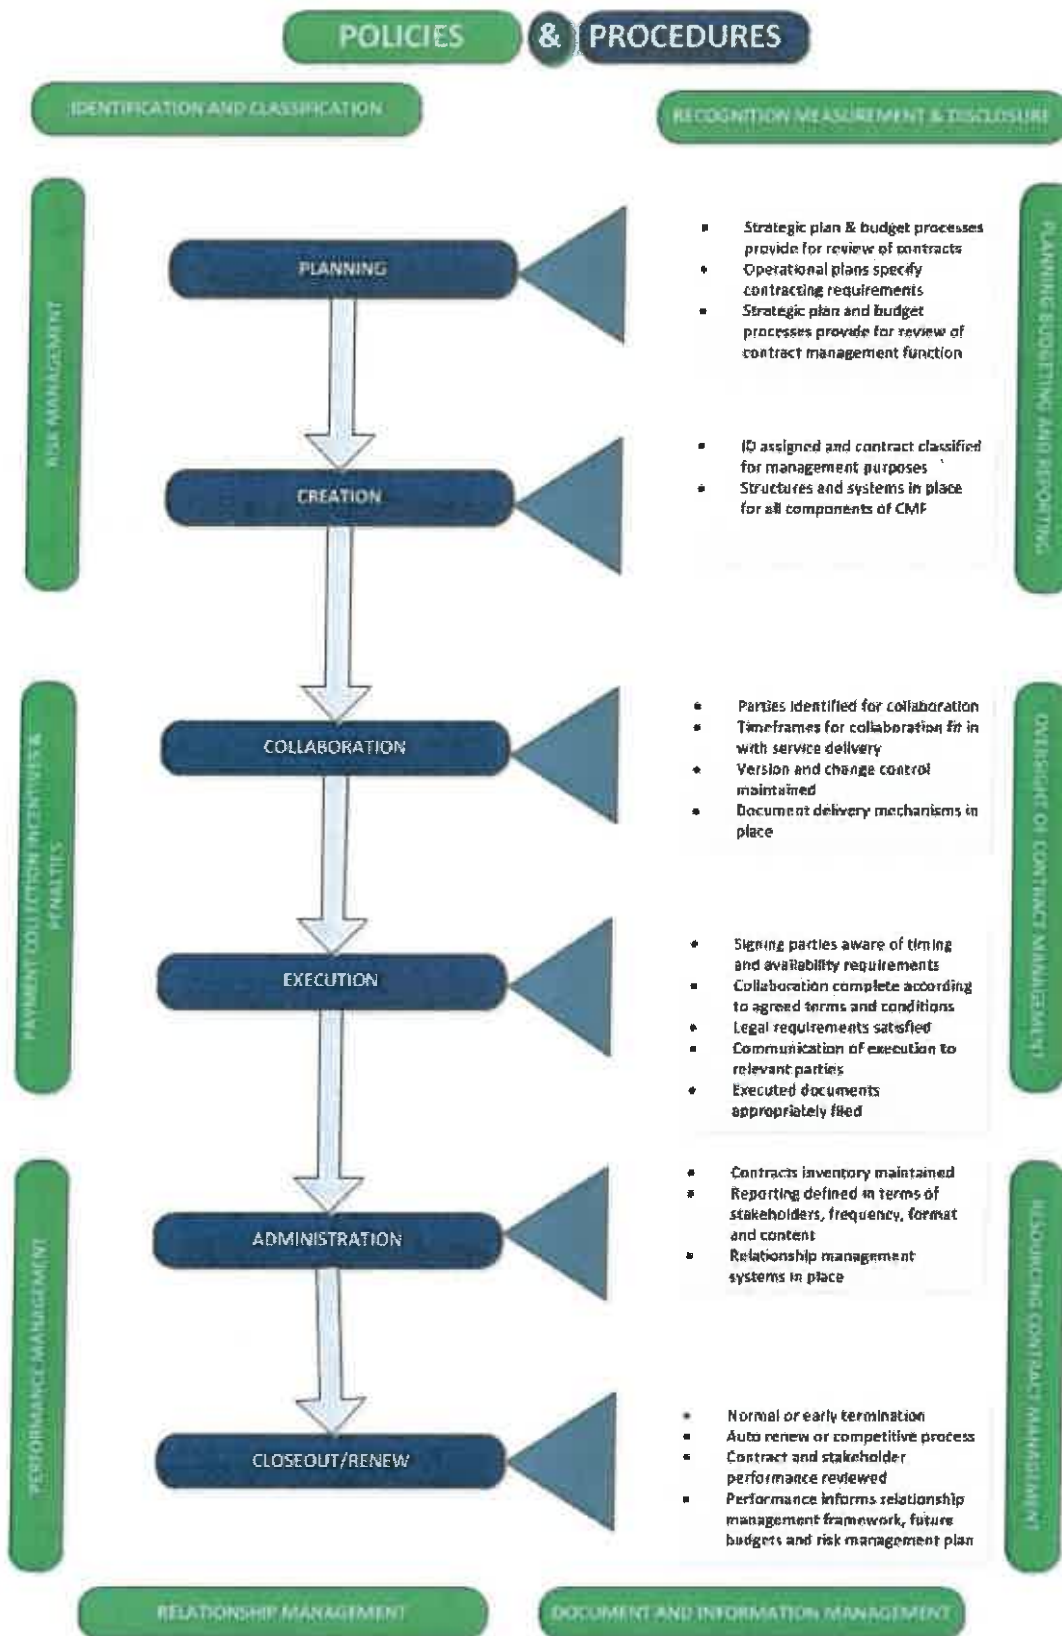 POLICIES & PROCEDURES
IDENTIFICATION AND CLASSIFICATION
RECOGNITION MEASUREMENT & DISCLOSURE
RISK MANAGEMENT
PLANNING BUDGETING AND REPORTING
PLANNING
• Strategic plan & budget processes
provide for review of contracts
• Operational plans specify
contracting requirements
• Strategic plan and budget
processes provide for review of
contract management function
CREATION
• ID assigned and contract classified
for management purposes
• Structures and systems in place
for all components of CMF
PAYMENT COLLECTION INCENTIVES &
PENALTIES
OVERSIGHT OF CONTRACT MANAGEMENT
COLLABORATION
• Parties identified for collaboration
• Timeframes for collaboration fit in
with service delivery
• Version and change control
maintained
• Document delivery mechanisms in
place
EXECUTION
• Signing parties aware of timing
and availability requirements
• Collaboration complete according
to agreed terms and conditions
• Legal requirements satisfied
• Communication of execution to
relevant parties
• Executed documents
appropriately filed
PERFORMANCE MANAGEMENT
RESOURCING CONTRACT MANAGEMENT
ADMINISTRATION
• Contracts inventory maintained
• Reporting defined in terms of
stakeholders, frequency, format
and content
• Relationship management
systems in place
CLOSEOUT/RENEW
• Normal or early termination
• Auto renew or competitive process
• Contract and stakeholder
performance reviewed
• Performance informs relationship
management framework, future
budgets and risk management plan
RELATIONSHIP MANAGEMENT
DOCUMENT AND INFORMATION MANAGEMENT